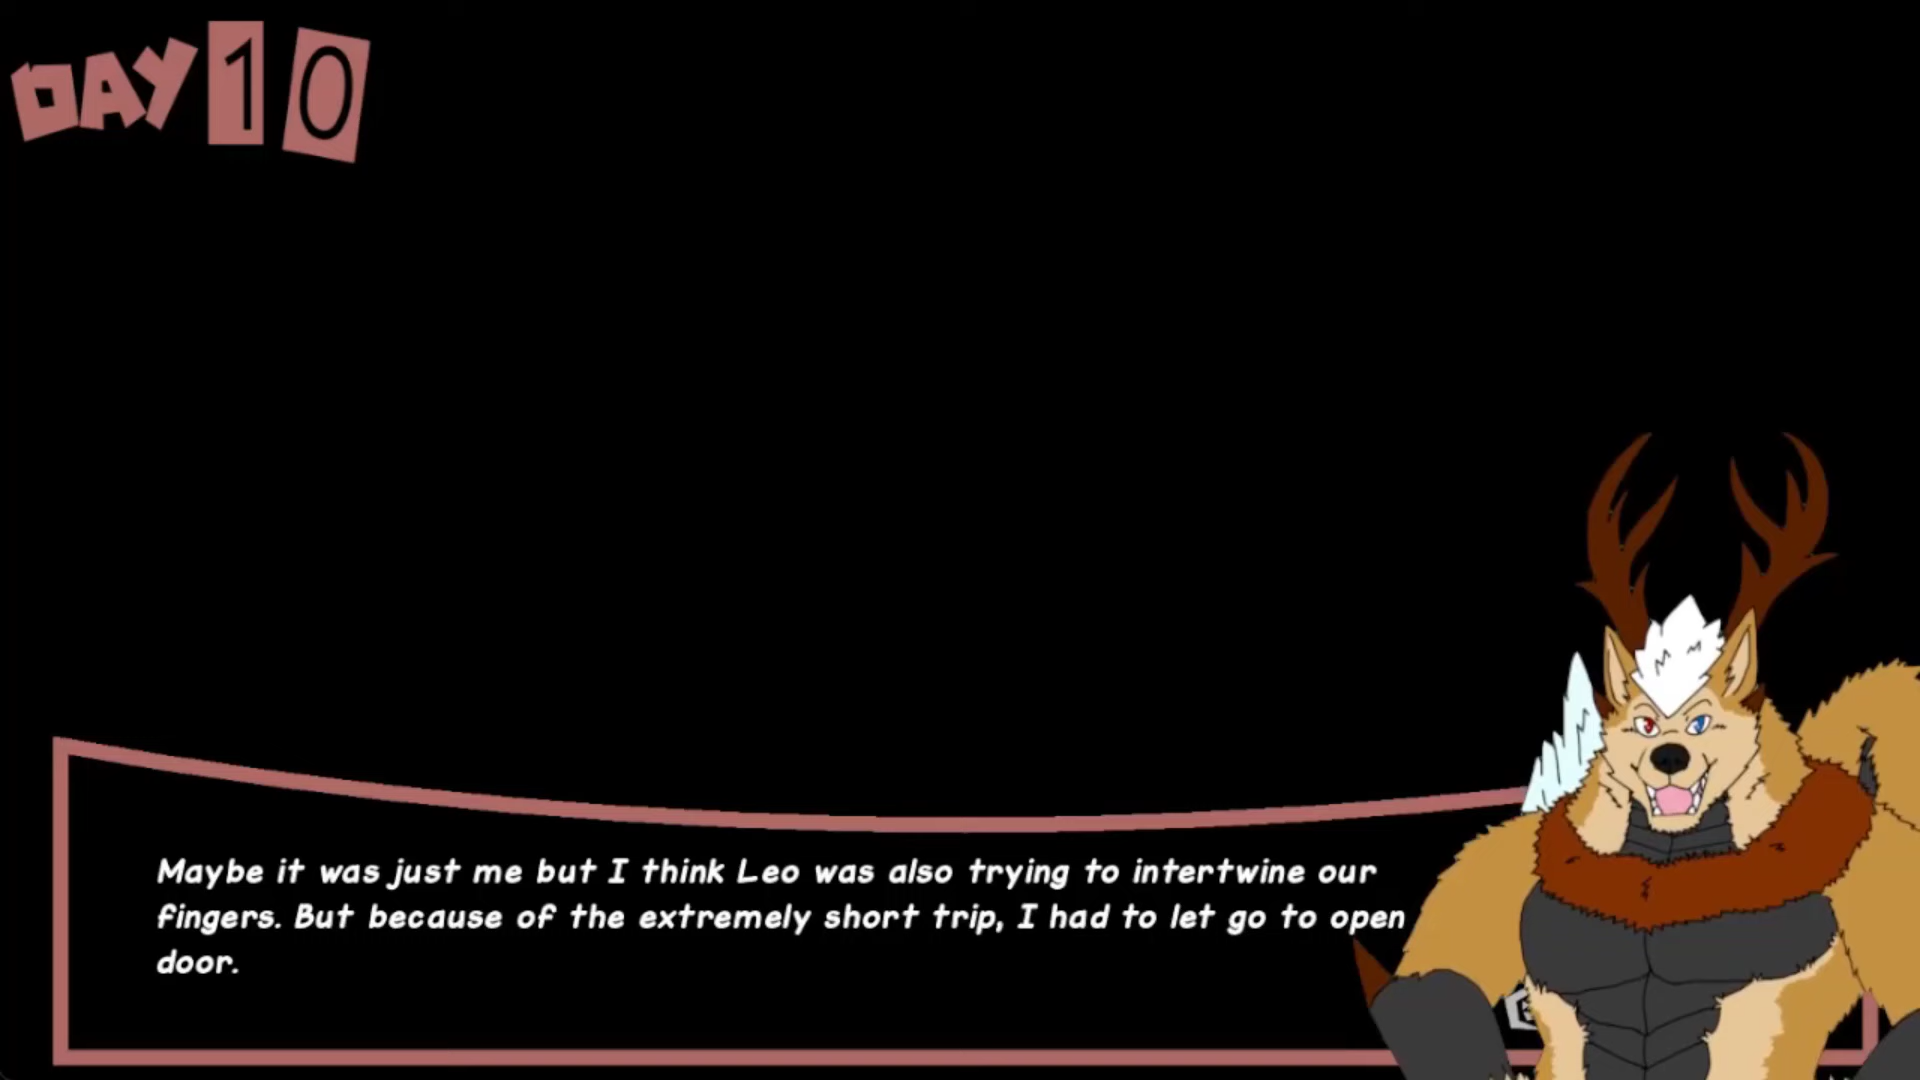 DAY 10
Maybe it was just me but I think Leo was also trying to intertwine our
fingers. But because of the extremely short trip, I had to let go to open
door.